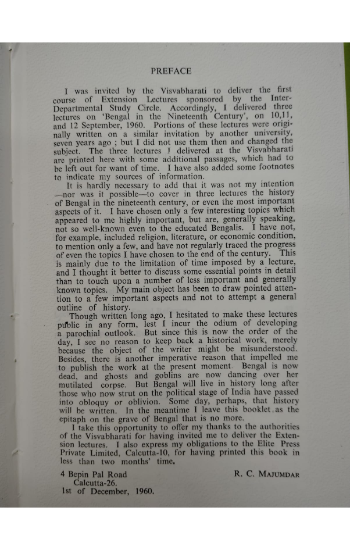 PREFACE
I was invited by the Visvabharati to deliver the first
course of Extension Lectures sponsored by the Inter-
Departmental Study Circle. Accordingly, I delivered three
lectures on 'Bengal in the Nineteenth Century', on 10,11,
and 12 September, 1960. Portions of these lectures were origi-
nally written on a similar invitation by another university,
seven years ago ; but I did not use them then and changed the
subject. The three lectures I delivered at the Visvabharati
are printed here with some additional passages, which had to
be left out for want of time. I have also added some footnotes
to indicate my sources of information.
It is hardly necessary to add that it was not my intention
—nor was it possible—to cover in three lectures the history
of Bengal in the nineteenth century, or even the most important
aspects of it. I have chosen only a few interesting topics which
appeared to me highly important, but are, generally speaking,
not so well-known even to the educated Bengalis. I have not,
for example, included religion, literature, or economic condition,
to mention only a few, and have not regularly traced the progress
of even the topics I have chosen to the end of the century. This
is mainly due to the limitation of time imposed by a lecture,
and I thought it better to discuss some essential points in detail
than to touch upon a number of less important and generally
known topics. My main object has been to draw pointed atten-
tion to a few important aspects and not to attempt a general
outline of history.
Though written long ago, I hesitated to make these lectures
public in any form, lest I incur the odium of developing
a parochial outlook. But since this is now the order of the
day, I see no reason to keep back a historical work, merely
because the object of the writer might be misunderstood.
Besides, there is another imperative reason that impelled me
to publish the work at the present moment. Bengal is now
dead, and ghosts and goblins are now dancing over her
mutilated corpse. But Bengal will live in history long after
those who now strut on the political stage of India have passed
into obloquy or oblivion. Some day, perhaps, that history
will be written. In the meantime I leave this booklet as the
epitaph on the grave of Bengal that is no more.
I take this opportunity to offer my thanks to the authorities
of the Visvabharati for having invited me to deliver the Exten-
sion lectures. I also express my obligations to the Elite Press
Private Limited, Calcutta-10, for having printed this book in
less than two months' time.
4 Bepin Pal Road R. C. MAJUMDAR
Calcutta-26.
1st of December, 1960.